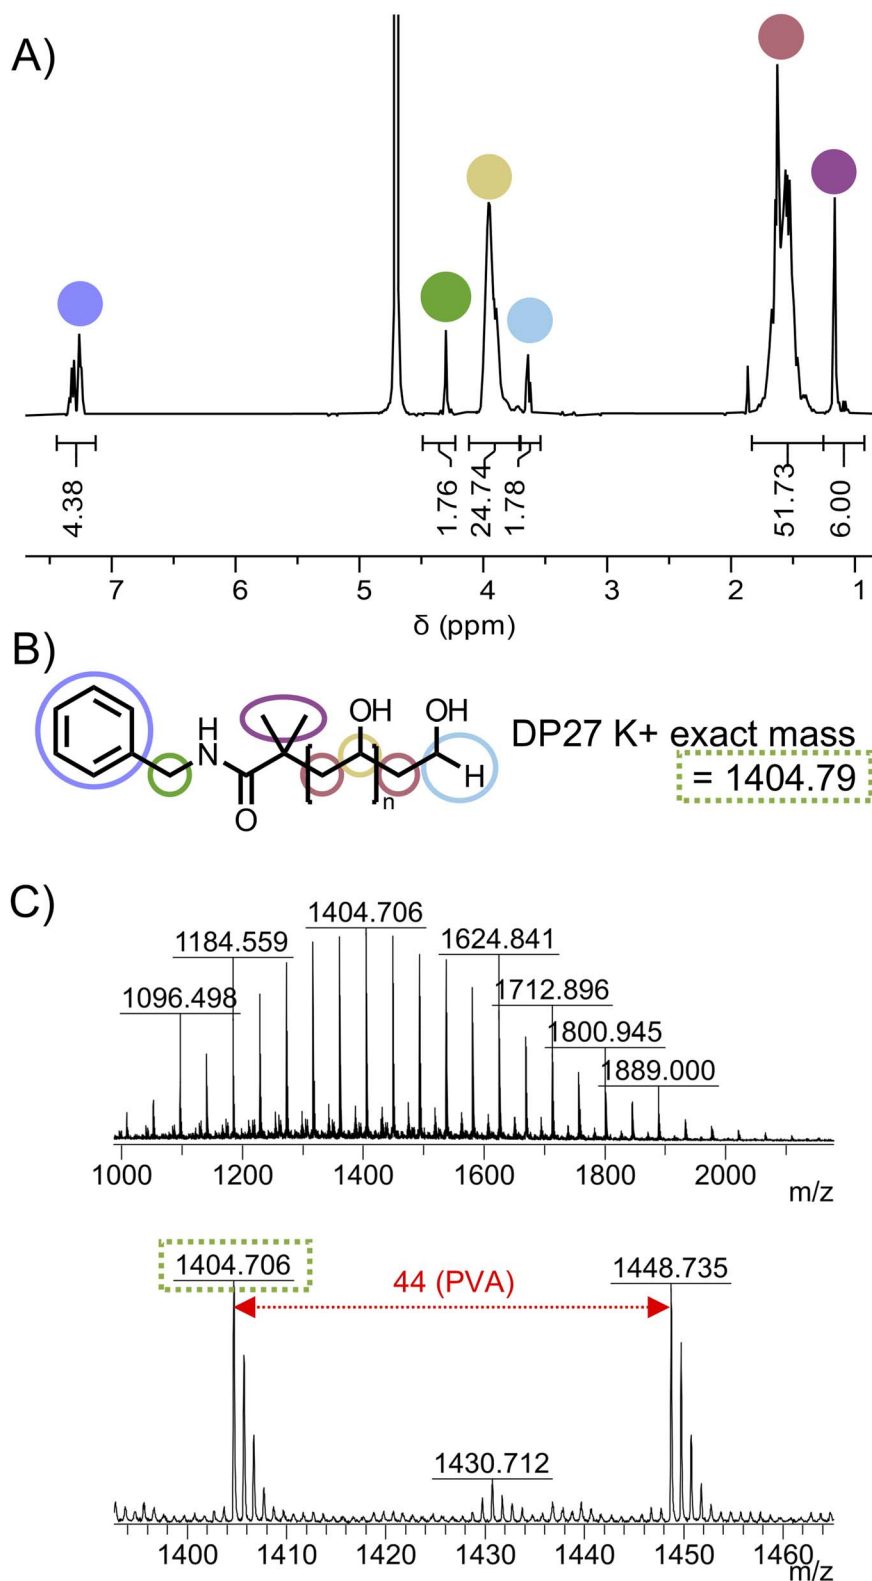 A)
4.38
1.76
24.74
1.78
51.73
6.00
7 6 5 4 3 2 1
δ (ppm)
B)
H
N
O
OH
OH
H
n
DP27 K+ exact mass
= 1404.79
C)
1404.706
1184.559
1624.841
1096.498
1712.896
1800.945
1889.000
1000 1200 1400 1600 1800 2000
m/z
1404.706
44 (PVA)
1448.735
1430.712
1400 1410 1420 1430 1440 1450 1460
m/z